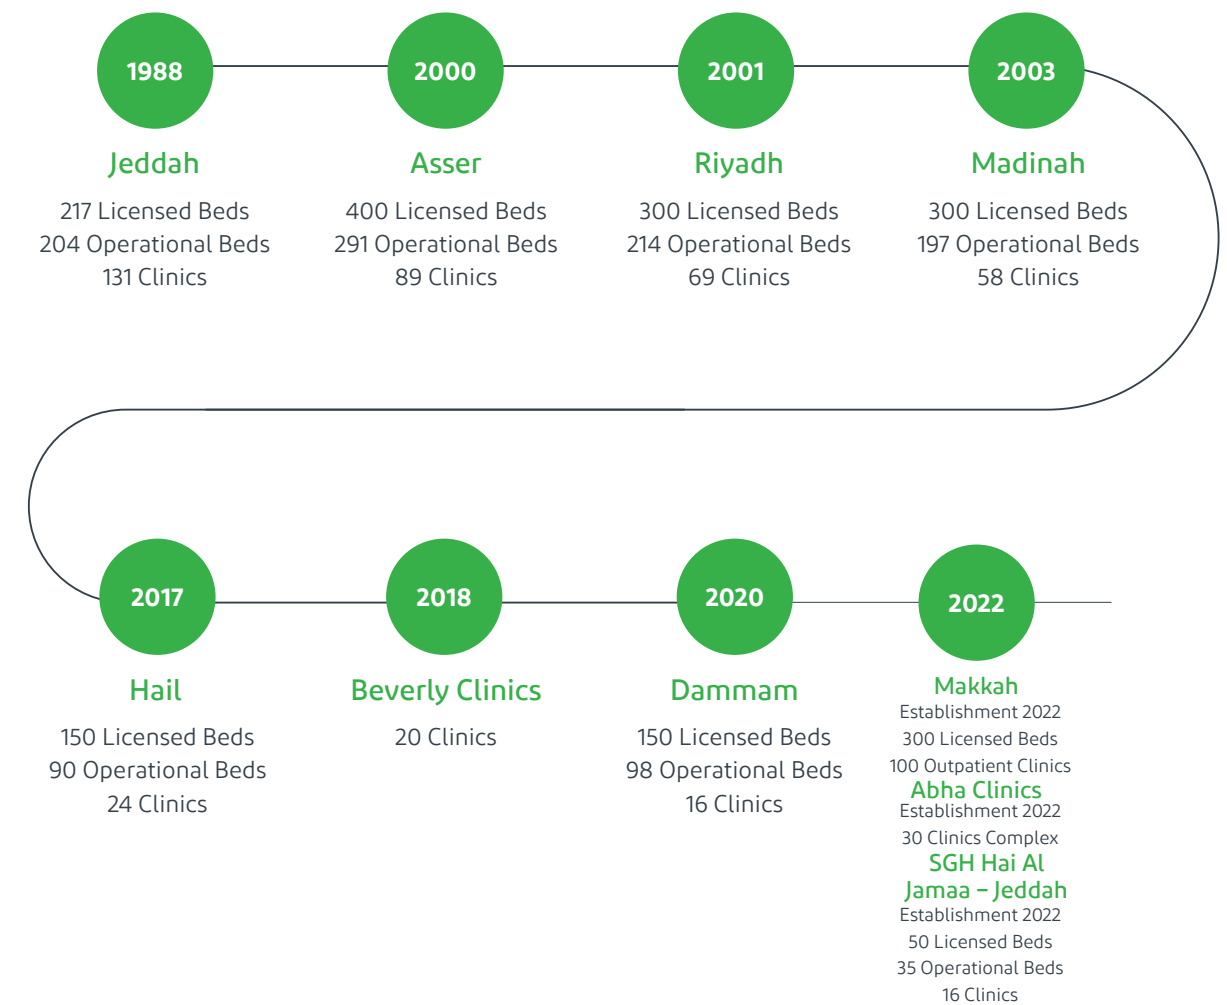 1988
Jeddah
217 Licensed Beds
204 Operational Beds
131 Clinics
2000
Asser
400 Licensed Beds
291 Operational Beds
89 Clinics
2001
Riyadh
300 Licensed Beds
214 Operational Beds
69 Clinics
2003
Madinah
300 Licensed Beds
197 Operational Beds
58 Clinics
2017
Hail
150 Licensed Beds
90 Operational Beds
24 Clinics
2018
Beverly Clinics
20 Clinics
2020
Dammam
150 Licensed Beds
98 Operational Beds
16 Clinics
2022
Makkah
Establishment 2022
300 Licensed Beds
100 Outpatient Clinics
Abha Clinics
Establishment 2022
30 Clinics Complex
SGH Hai Al
Jamaa – Jeddah
Establishment 2022
50 Licensed Beds
35 Operational Beds
16 Clinics